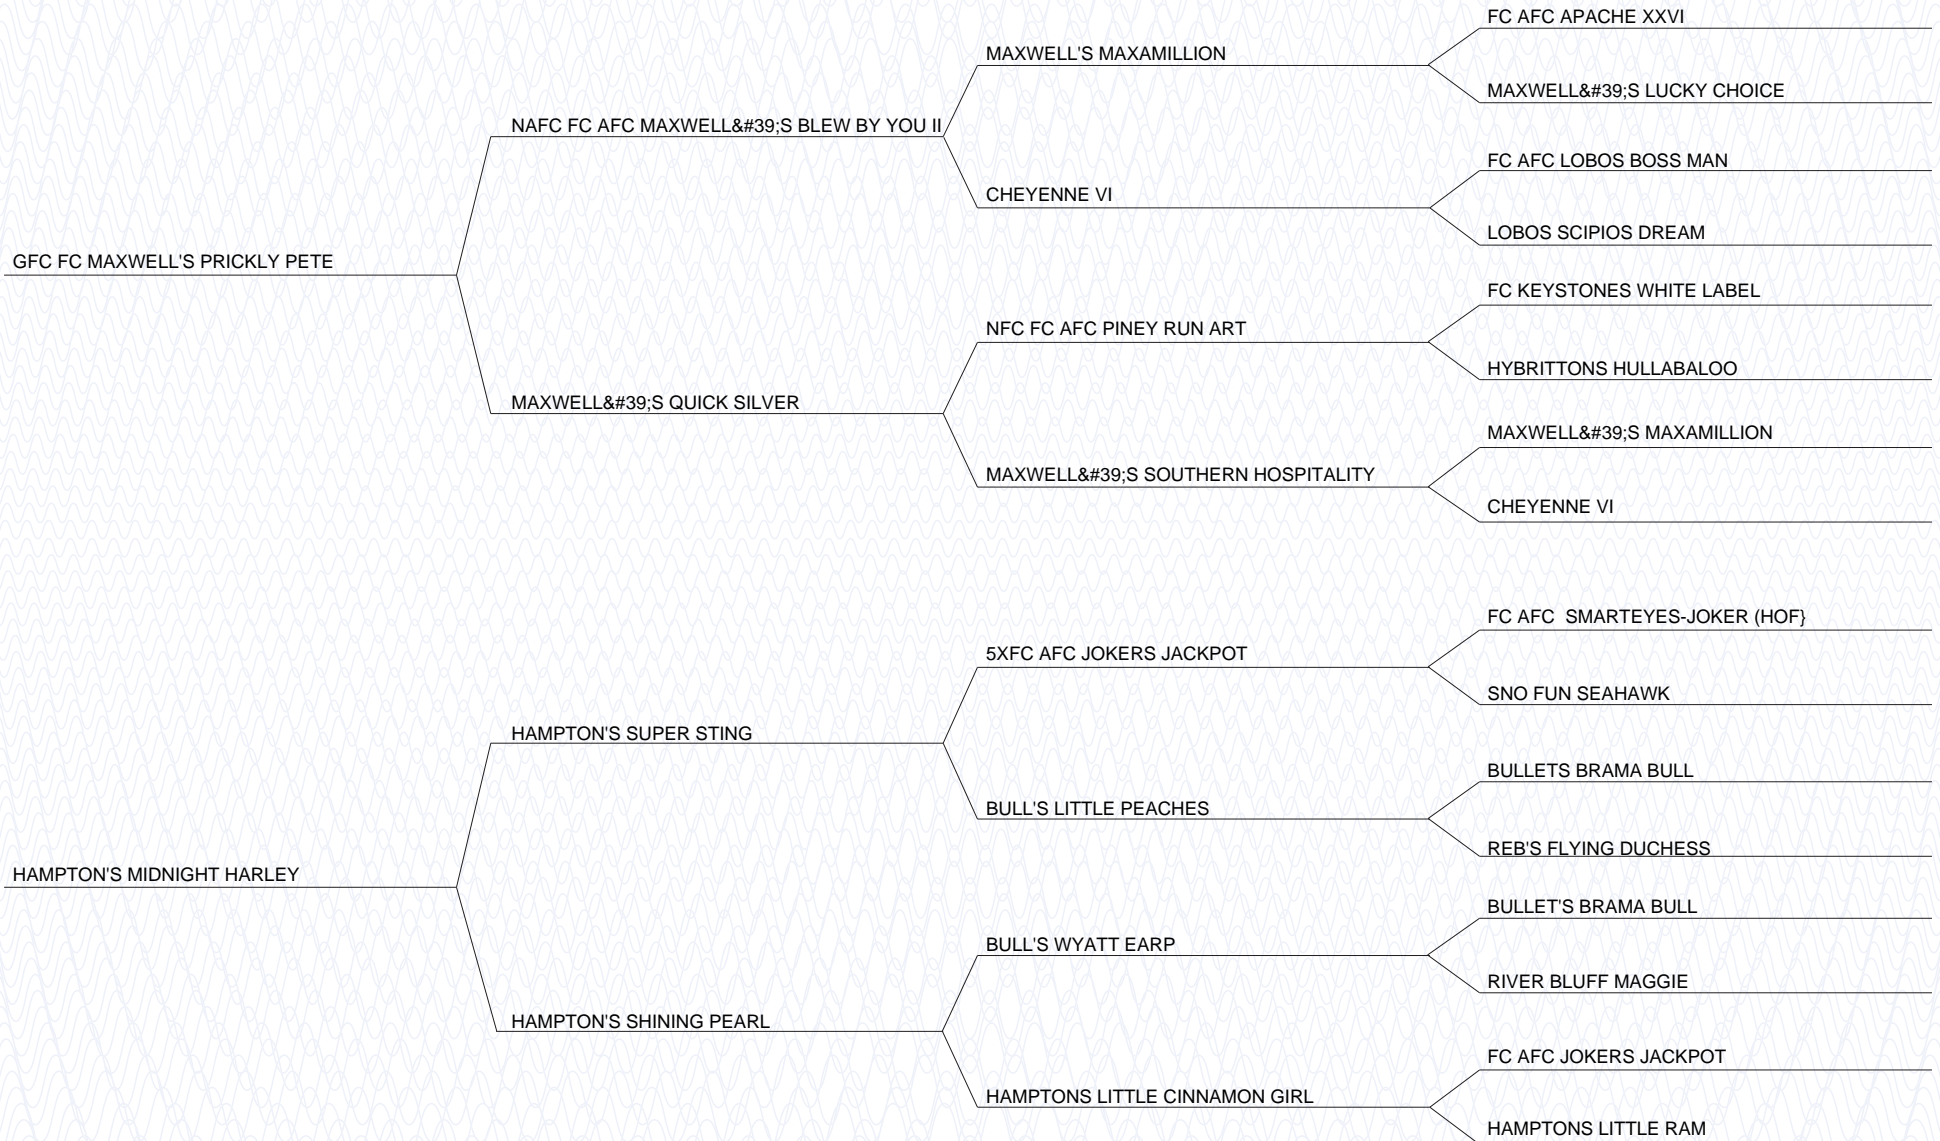 FC AFC APACHE XXVI
MAXWELL'S MAXAMILLION
MAXWELL&#39;S LUCKY CHOICE
NAFC FC AFC MAXWELL&#39;S BLEW BY YOU II
FC AFC LOBOS BOSS MAN
CHEYENNE VI
LOBOS SCIPIOS DREAM
GFC FC MAXWELL'S PRICKLY PETE
FC KEYSTONES WHITE LABEL
NFC FC AFC PINEY RUN ART
HYBRITTONS HULLABALOO
MAXWELL&#39;S QUICK SILVER
MAXWELL&#39;S MAXAMILLION
MAXWELL&#39;S SOUTHERN HOSPITALITY
CHEYENNE VI
FC AFC  SMARTEYES-JOKER (HOF}
5XFC AFC JOKERS JACKPOT
SNO FUN SEAHAWK
HAMPTON'S SUPER STING
BULLETS BRAMA BULL
BULL'S LITTLE PEACHES
REB'S FLYING DUCHESS
HAMPTON'S MIDNIGHT HARLEY
BULLET'S BRAMA BULL
BULL'S WYATT EARP
RIVER BLUFF MAGGIE
HAMPTON'S SHINING PEARL
FC AFC JOKERS JACKPOT
HAMPTONS LITTLE CINNAMON GIRL
HAMPTONS LITTLE RAM